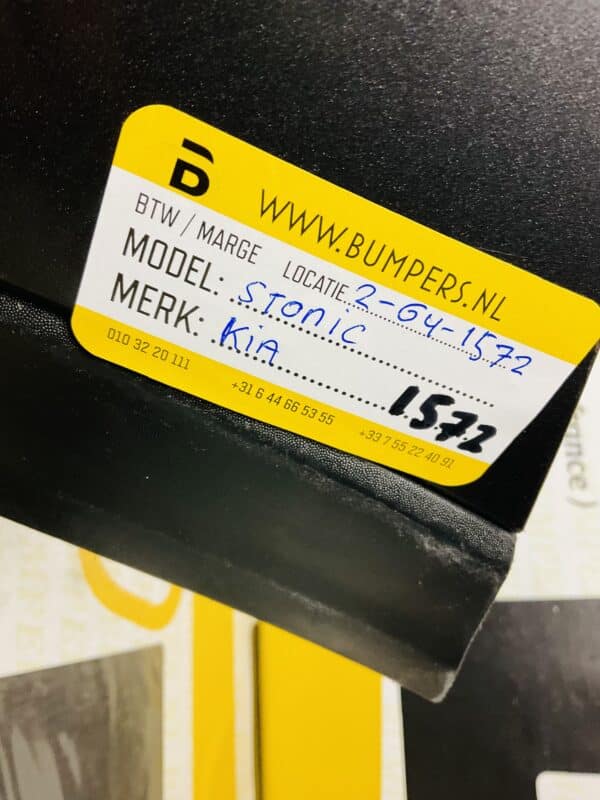 WWW.BUMPERS.NL
BTW / MARGE LOCATIE: 2-G4-1572
MODEL: STONIC
MERK: KIA
1572
010 32 20 111 +31 6 44 66 53 55 +33 7 55 22 40 91
ance)